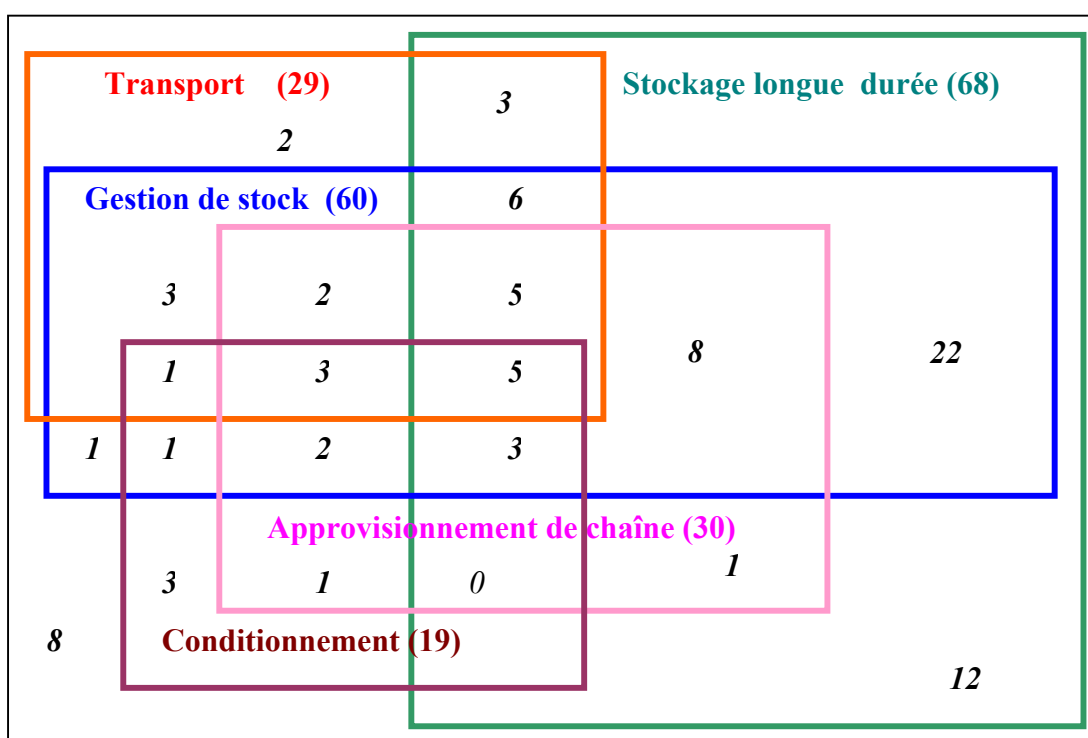 Transport (29)
Stockage longue durée (68)
3
2
Gestion de stock (60)
6
3 2 5
8 22
1 3 5
1 1 2 3
Approvisionnement de chaîne (30)
3 1 0 1
8
Conditionnement (19)
12